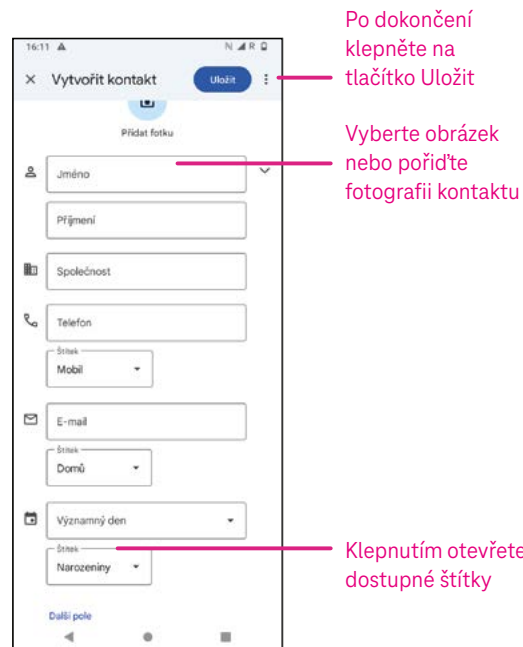 16:11
N R
Vytvořit kontakt
Uložit
Přidat fotku
Jméno
Příjmení
Společnost
Telefon
Štítek
Mobil
E-mail
Štítek
Domů
Významný den
Štítek
Narozeniny
Další pole
Po dokončení
klepněte na
tlačítko Uložit
Vyberte obrázek
nebo pořiďte
fotografii kontaktu
Klepnutím otevřete
dostupné štítky